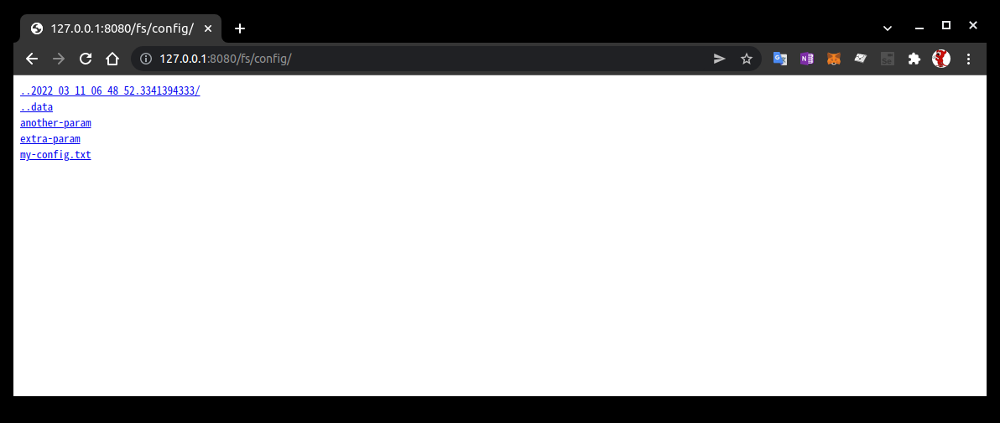 127.0.0.1:8080/fs/config/
127.0.0.1:8080/fs/config/
..2022_03_11_06_48_52.3341394333/
..data
another-param
extra-param
my-config.txt